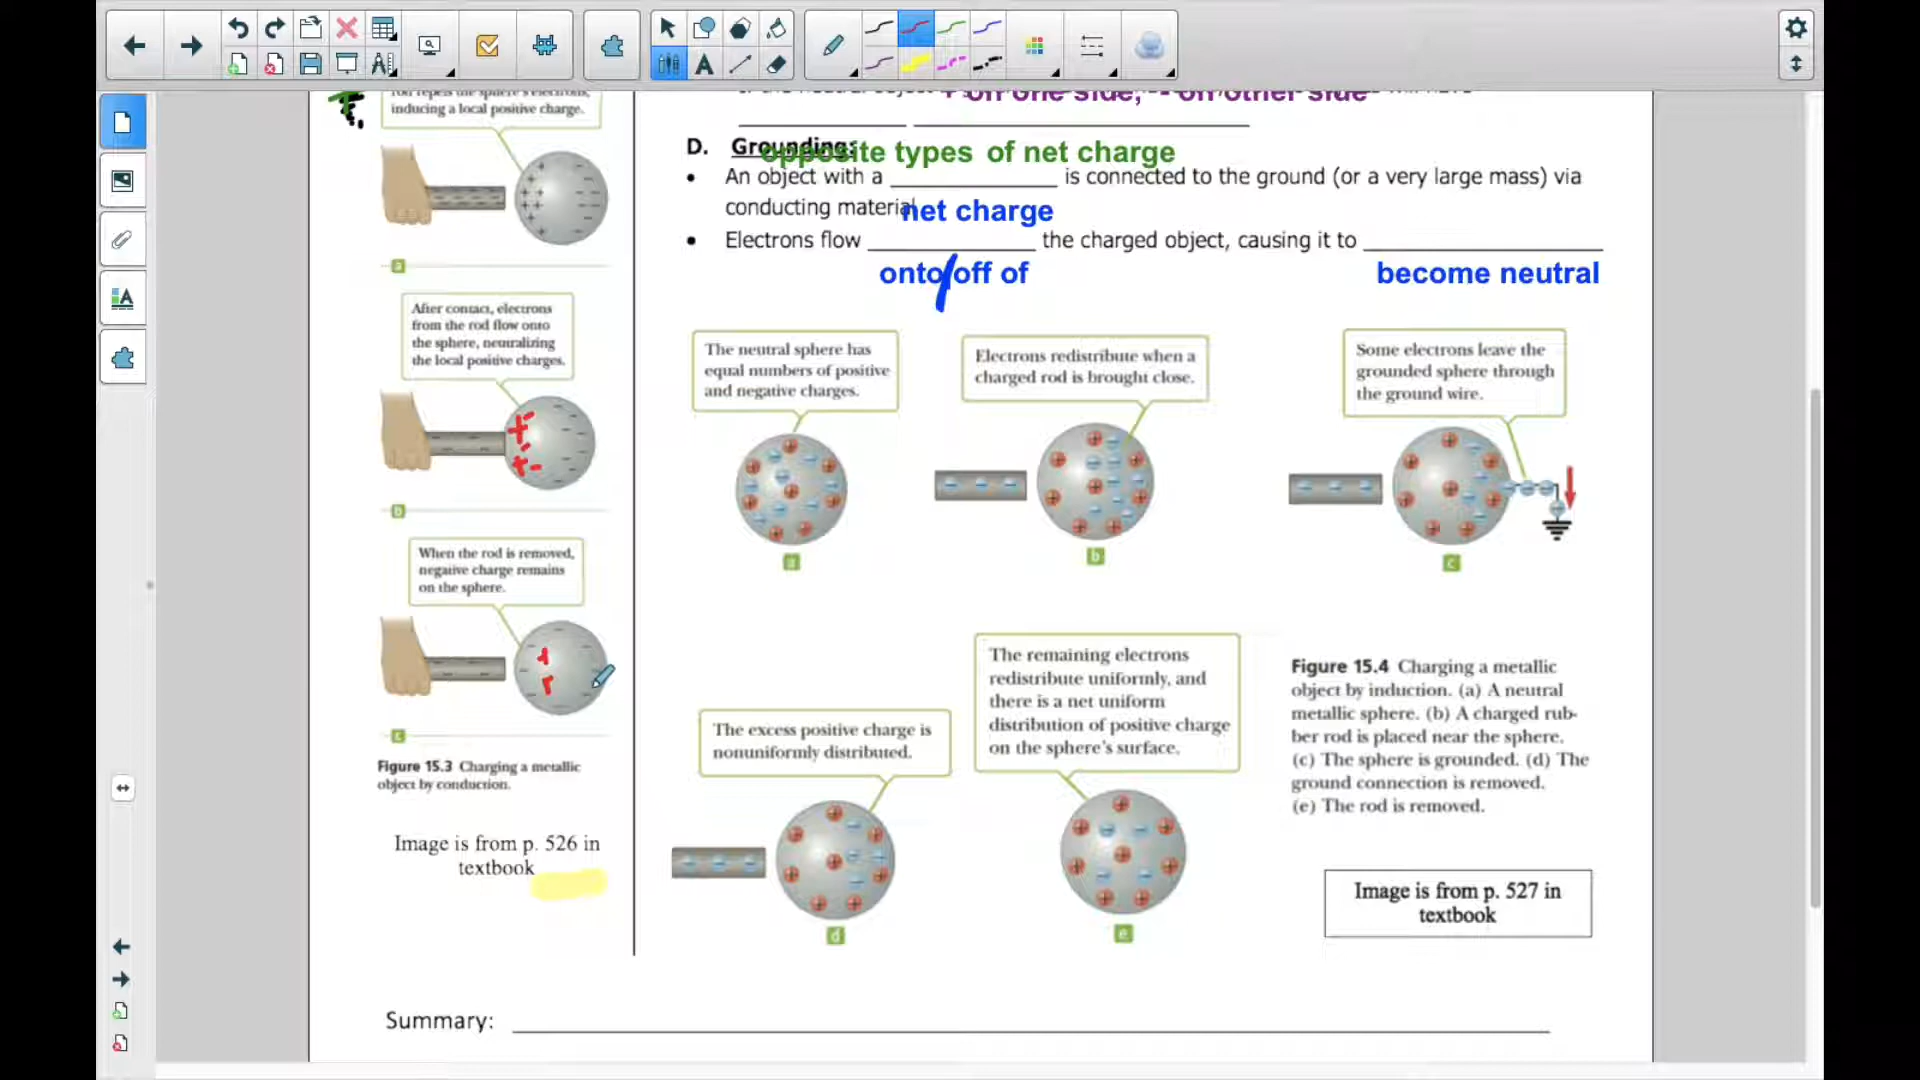 inducing a local positive charge.
a
After contact, electrons
from the rod flow onto
the sphere, neutralizing
the local positive charges.
b
When the rod is removed,
negative charge remains
on the sphere.
c
Figure 15.3 Charging a metallic
object by conduction.
Image is from p. 526 in
textbook
+ on one side, - on other side
D. Grounding:
opposite types of net charge
• An object with a ____________ is connected to the ground (or a very large mass) via
conducting material
net charge
• Electrons flow ____________ the charged object, causing it to ____________
onto/off of
become neutral
The neutral sphere has
equal numbers of positive
and negative charges.
a
Electrons redistribute when a
charged rod is brought close.
b
Some electrons leave the
grounded sphere through
the ground wire.
c
The excess positive charge is
nonuniformly distributed.
d
The remaining electrons
redistribute uniformly, and
there is a net uniform
distribution of positive charge
on the sphere's surface.
e
Figure 15.4 Charging a metallic
object by induction. (a) A neutral
metallic sphere. (b) A charged rub-
ber rod is placed near the sphere.
(c) The sphere is grounded. (d) The
ground connection is removed.
(e) The rod is removed.
Image is from p. 527 in
textbook
Summary: